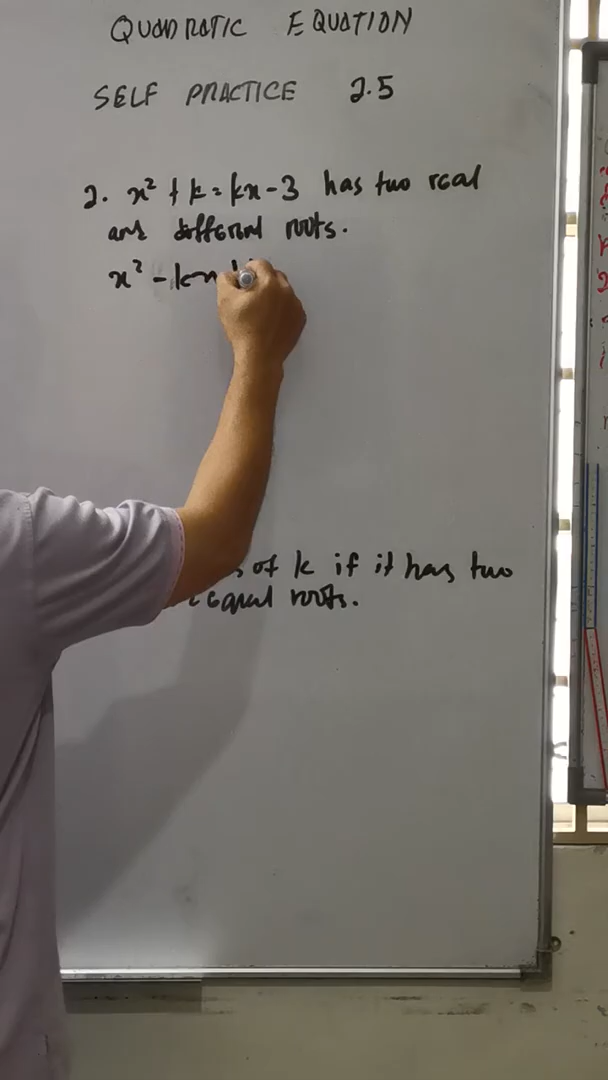 QUADRATIC EQUATION
SELF PRACTICE 2.5
2. x² + k = kx - 3 has two real
and different roots.
x² - kx
of k if it has two
equal roots.